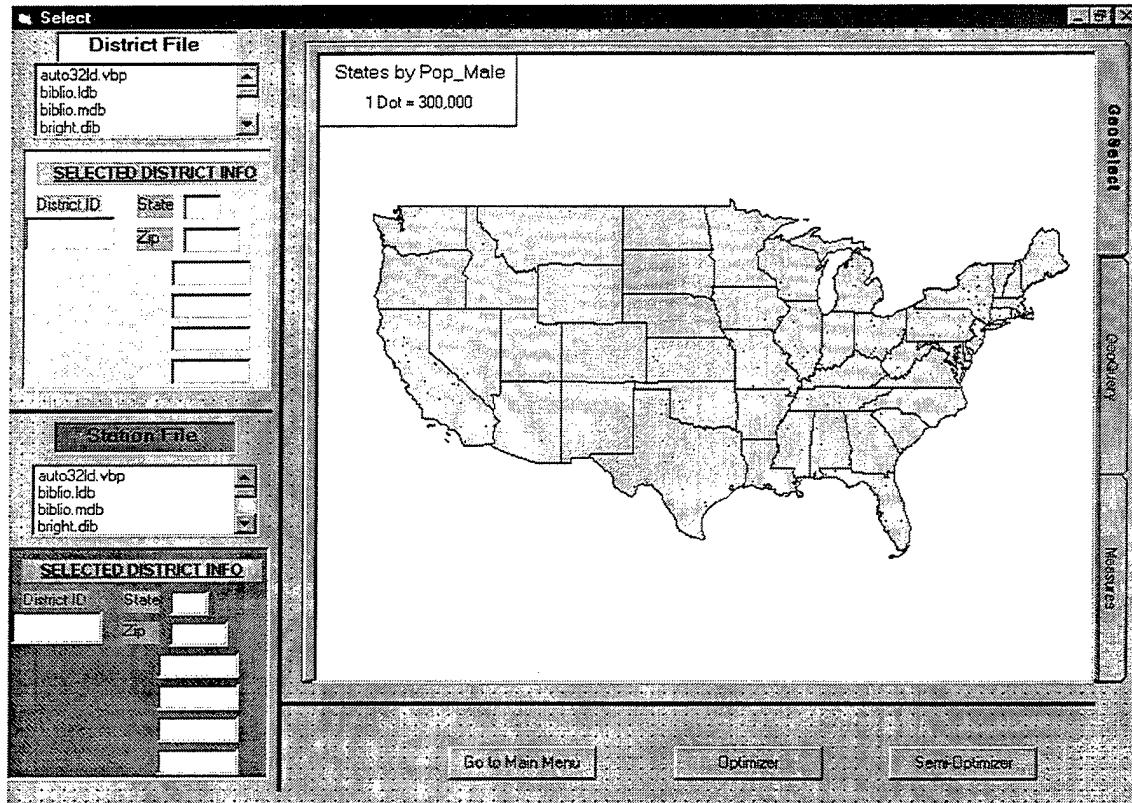 Select
District File
auto32ld.vbp
biblio.ldb
biblio.mdb
bright.dib
SELECTED DISTRICT INFO
District ID
State
Zip
Station File
auto32ld.vbp
biblio.ldb
biblio.mdb
bright.dib
SELECTED DISTRICT INFO
District ID
State
Zip
States by Pop_Male
1 Dot = 300,000
GeoSelect
GeoQuery
Measures
Go to Main Menu
Optimizer
Semi-Optimizer